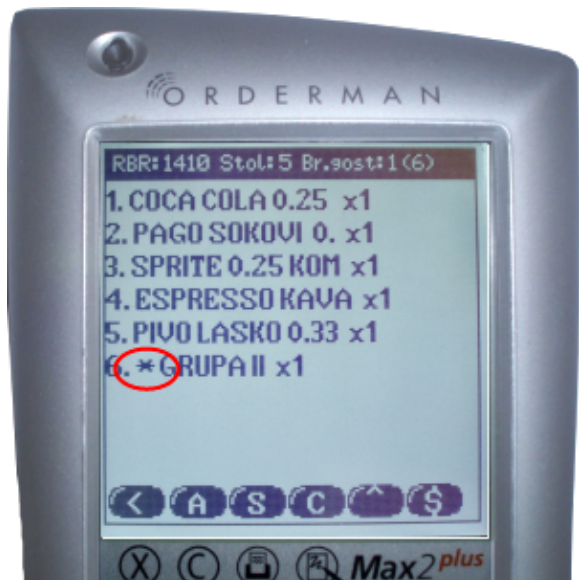 ORDERMAN
RBR:1410 Stol:5 Br.gost:1(6)
1. COCA COLA 0.25 x1
2. PAGO SOKOVI 0. x1
3. SPRITE 0.25 KOM x1
4. ESPRESSO KAVA x1
5. PIVO LASKO 0.33 x1
6. *GRUPA II x1
< A S C ^ $
X C Max2 plus